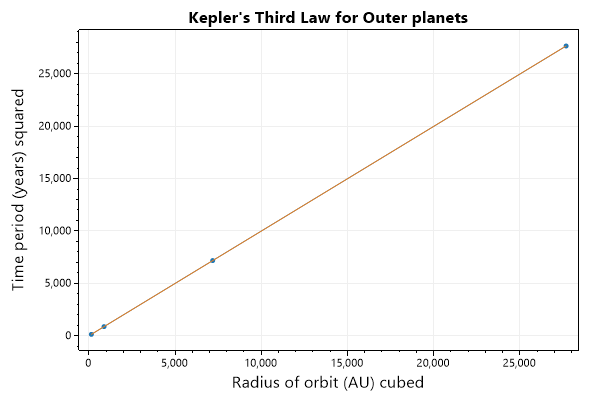 Kepler's Third Law for Outer planets
Time period (years) squared
25,000
20,000
15,000
10,000
5,000
0
0 5,000 10,000 15,000 20,000 25,000
Radius of orbit (AU) cubed